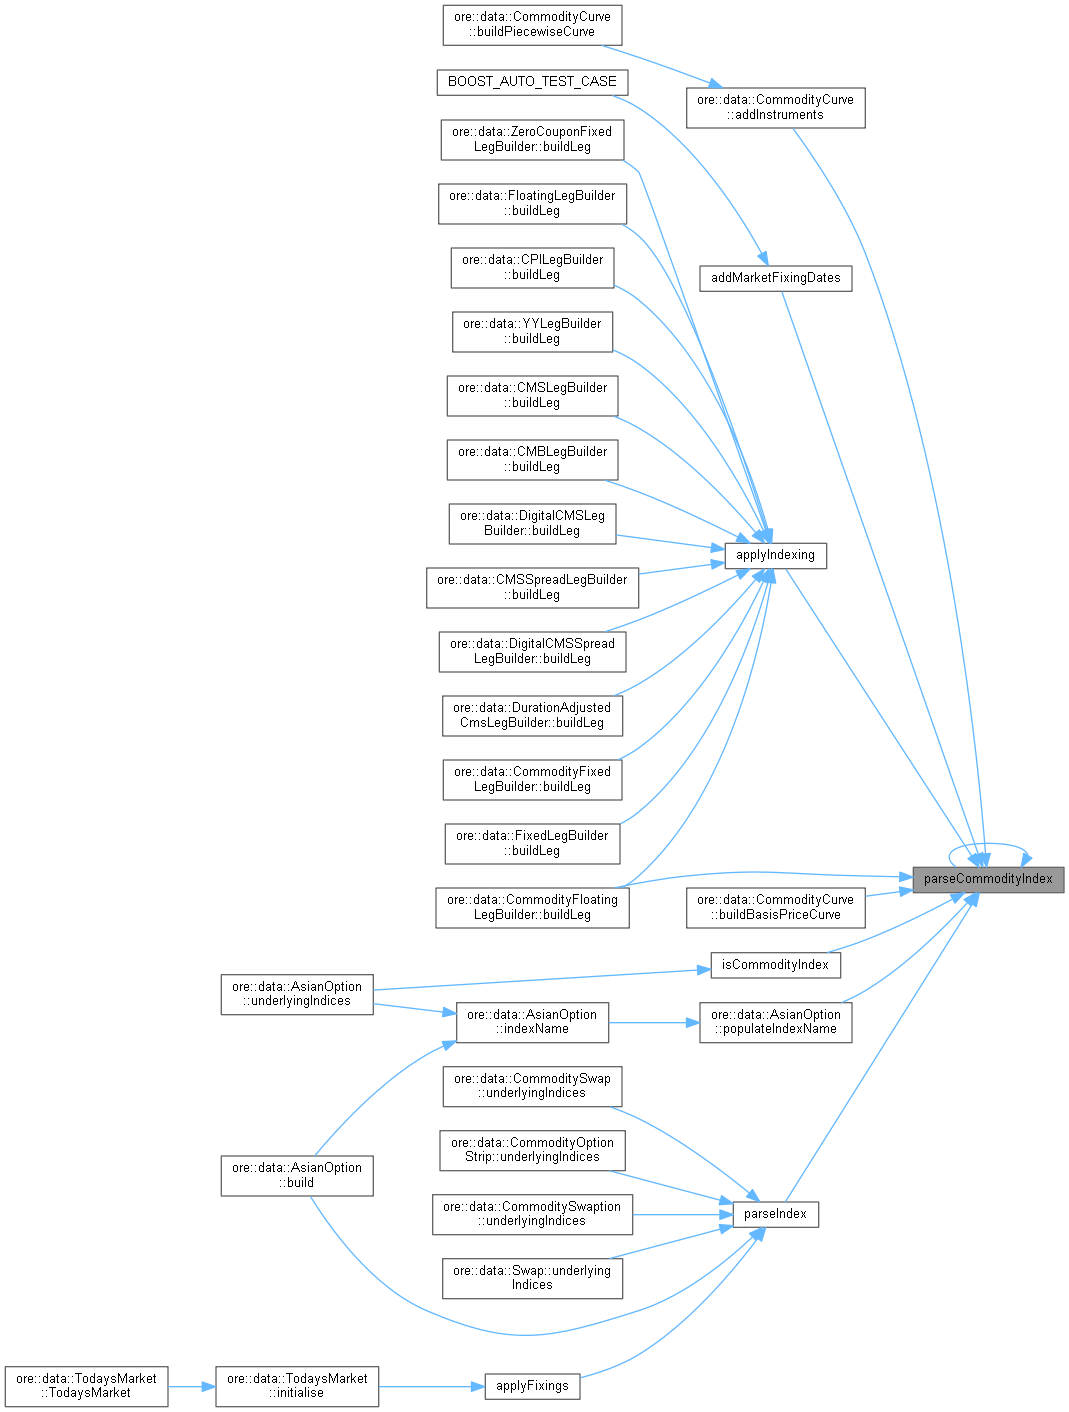 ore::data::CommodityCurve
::buildPiecewiseCurve
BOOST_AUTO_TEST_CASE
ore::data::CommodityCurve
::addInstruments
ore::data::ZeroCouponFixed
LegBuilder::buildLeg
ore::data::FloatingLegBuilder
::buildLeg
ore::data::CPILegBuilder
::buildLeg
addMarketFixingDates
ore::data::YYLegBuilder
::buildLeg
ore::data::CMSLegBuilder
::buildLeg
ore::data::CMBLegBuilder
::buildLeg
ore::data::DigitalCMSLeg
Builder::buildLeg
applyIndexing
ore::data::CMSSpreadLegBuilder
::buildLeg
ore::data::DigitalCMSSpread
LegBuilder::buildLeg
ore::data::DurationAdjusted
CmsLegBuilder::buildLeg
ore::data::CommodityFixed
LegBuilder::buildLeg
ore::data::FixedLegBuilder
::buildLeg
parseCommodityIndex
ore::data::CommodityFloating
LegBuilder::buildLeg
ore::data::CommodityCurve
::buildBasisPriceCurve
isCommodityIndex
ore::data::AsianOption
::underlyingIndices
ore::data::AsianOption
::indexName
ore::data::AsianOption
::populateIndexName
ore::data::CommoditySwap
::underlyingIndices
ore::data::CommodityOption
Strip::underlyingIndices
ore::data::AsianOption
::build
ore::data::CommoditySwaption
::underlyingIndices
parseIndex
ore::data::Swap::underlying
Indices
ore::data::TodaysMarket
::TodaysMarket
ore::data::TodaysMarket
::initialise
applyFixings